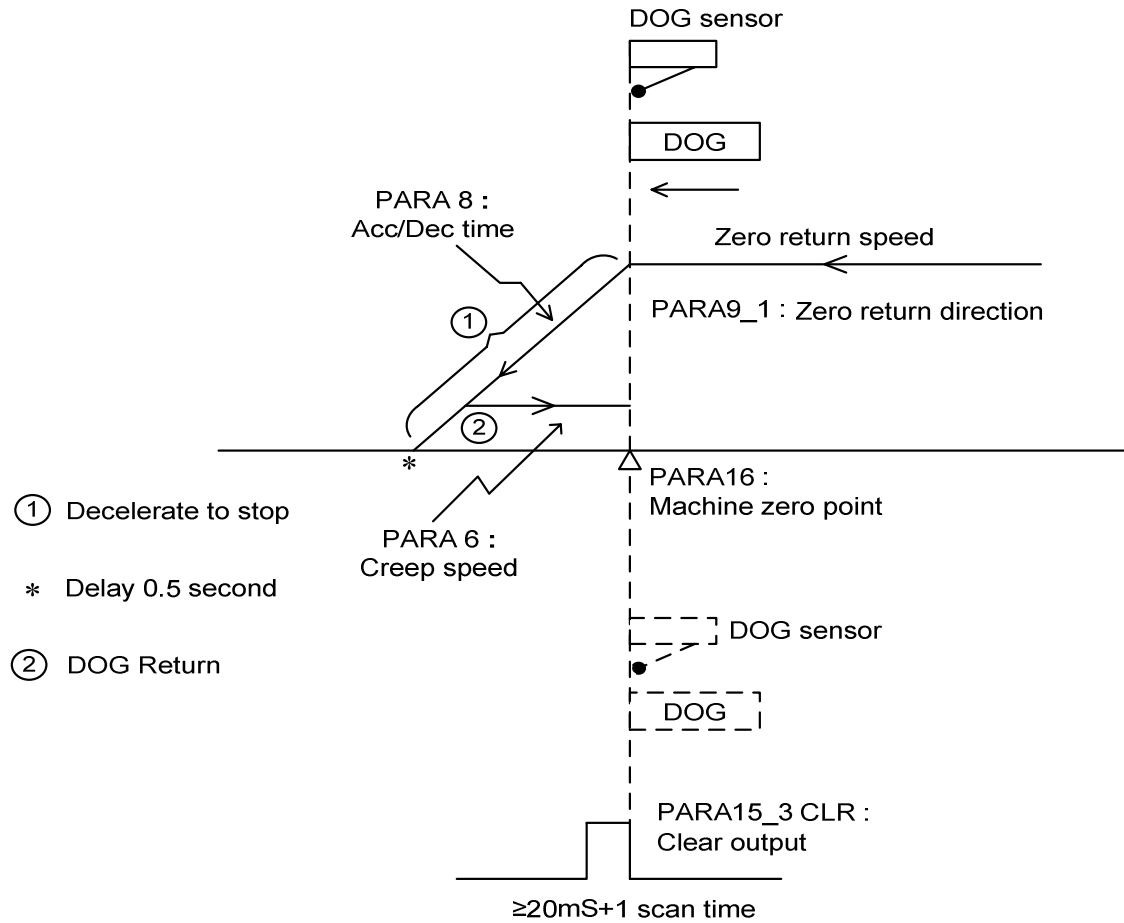 DOG sensor
DOG
PARA 8 :
Acc/Dec time
Zero return speed
PARA9_1 : Zero return direction
①
②
*
PARA16 :
Machine zero point
① Decelerate to stop
PARA 6 :
Creep speed
* Delay 0.5 second
DOG sensor
② DOG Return
DOG
PARA15_3 CLR :
Clear output
≥20mS+1 scan time